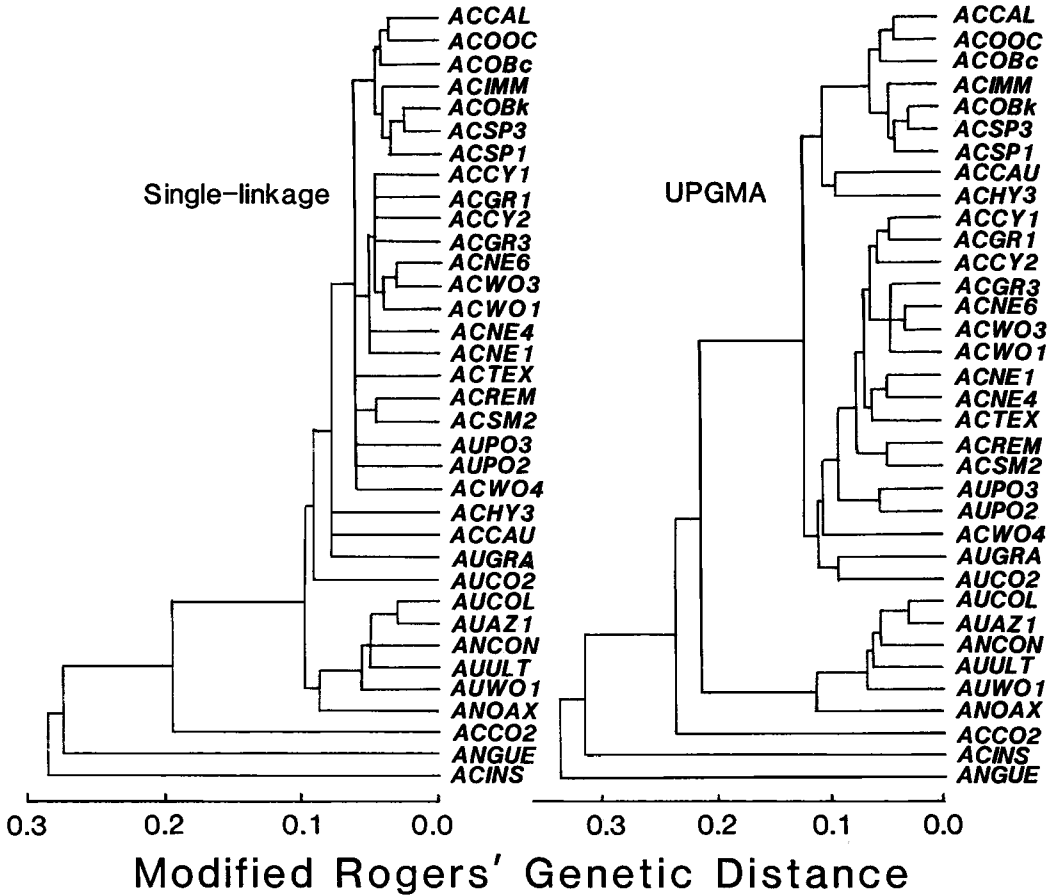 Single-linkage
ACCAL
ACOOC
ACOBc
ACIMM
ACOBk
ACSP3
ACSP1
ACCY1
ACGR1
ACCY2
ACGR3
ACNE6
ACWO3
ACWO1
ACNE4
ACNE1
ACTEX
ACREM
ACSM2
AUPO3
AUPO2
ACWO4
ACHY3
ACCAU
AUGRA
AUCO2
AUCOL
AUAZ1
ANCON
AUULT
AUWO1
ANOAX
ACCO2
ANGUE
ACINS
0.3 0.2 0.1 0.0
UPGMA
ACCAL
ACOOC
ACOBc
ACIMM
ACOBk
ACSP3
ACSP1
ACCAU
ACHY3
ACCY1
ACGR1
ACCY2
ACGR3
ACNE6
ACWO3
ACWO1
ACNE1
ACNE4
ACTEX
ACREM
ACSM2
AUPO3
AUPO2
ACWO4
AUGRA
AUCO2
AUCOL
AUAZ1
ANCON
AUULT
AUWO1
ANOAX
ACCO2
ACINS
ANGUE
0.3 0.2 0.1 0.0
Modified Rogers' Genetic Distance